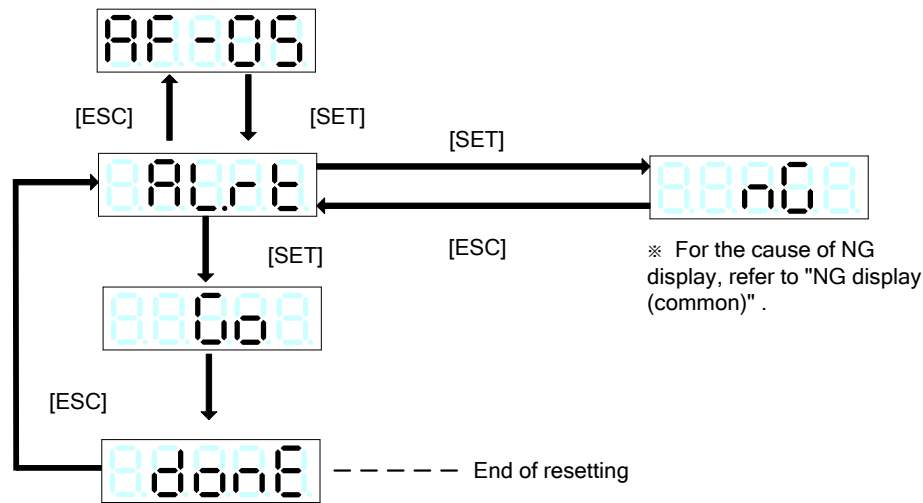 AF-05
[ESC]
[SET]
[SET]
ALrt
nG
[SET]
[ESC]
※ For the cause of NG
display, refer to "NG display
(common)" .
Go
[ESC]
donE
End of resetting